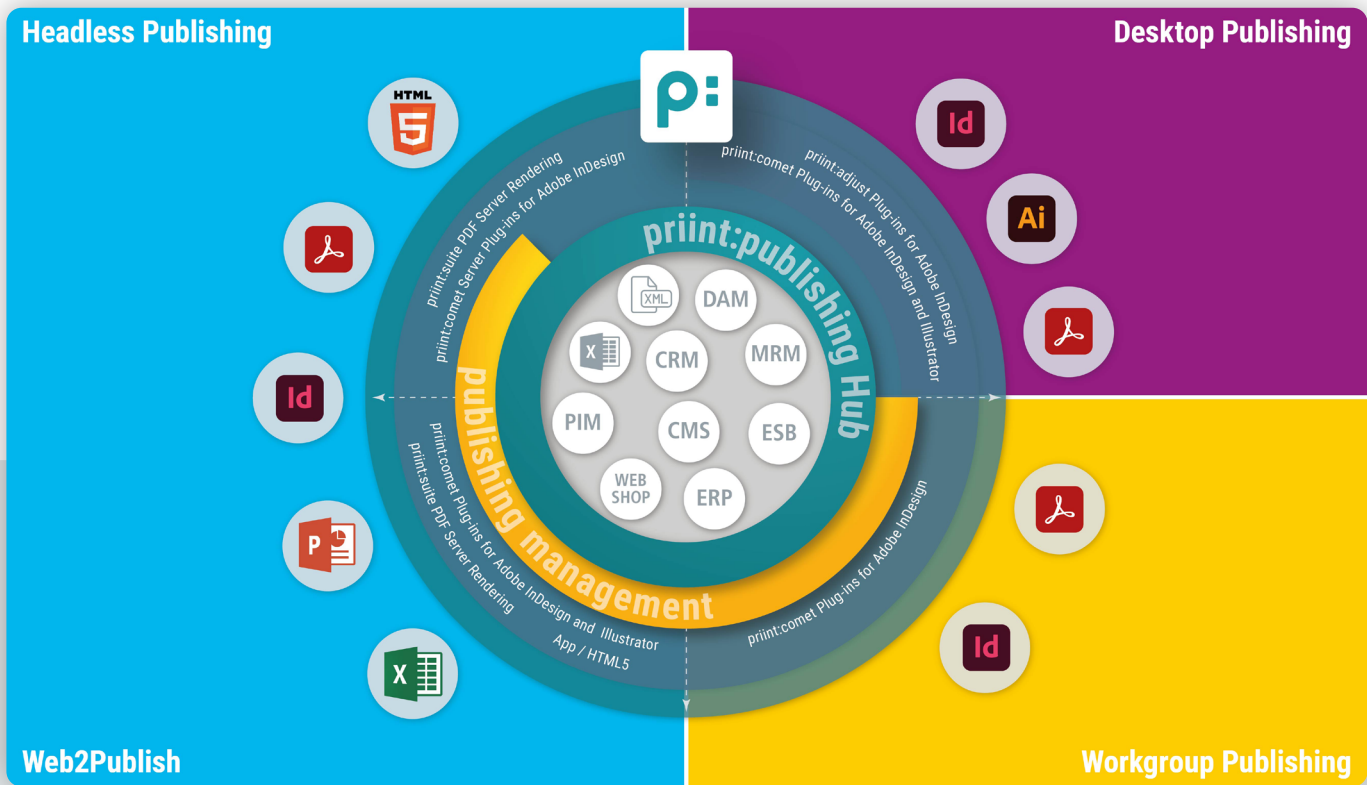 Headless Publishing
Desktop Publishing
p:
HTML
5
Id
Ai
Id
P
X
Id
priint:suite PDF Server Rendering
priint:comet Server Plug-ins for Adobe InDesign
priint:adjust Plug-ins for Adobe InDesign
priint:comet Plug-ins for Adobe InDesign and Illustrator
priint:publishing Hub
XML
DAM
X
CRM
MRM
PIM
CMS
ESB
WEB
SHOP
ERP
publishing management
priint:comet Plug-ins for Adobe InDesign and Illustrator
priint:suite PDF Server Rendering
App / HTML5
priint:comet Plug-ins for Adobe InDesign
Web2Publish
Workgroup Publishing